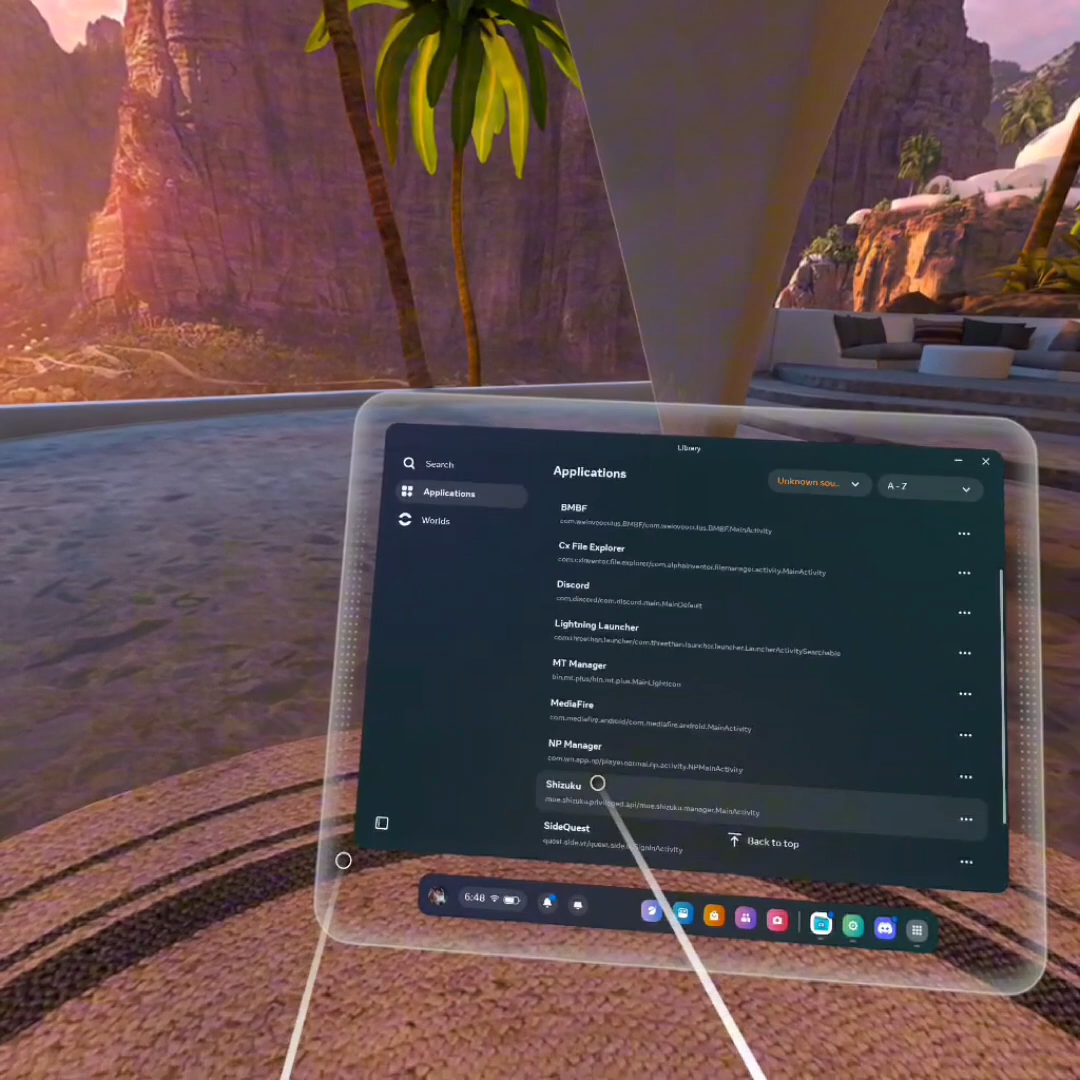 Library
Search
Applications
Worlds
Applications
Unknown sou..
A - Z
BMBF
Cx File Explorer
Discord
com.discord/com.discord.main.MainDefault
Lightning Launcher
MT Manager
bin.mt.plus/bin.mt.plus.MainLightIcon
MediaFire
com.mediafire.android/com.mediafire.android.MainActivity
NP Manager
Shizuku
moe.shizuku.privileged.api/moe.shizuku.manager.MainActivity
SideQuest
Back to top
6:48